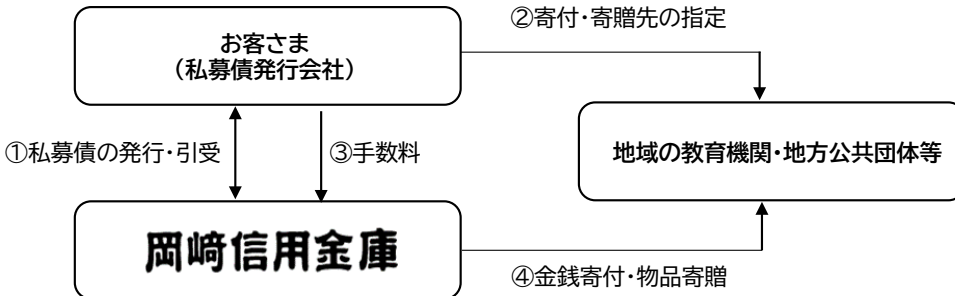 ②寄付・寄贈先の指定
お客さま
（私募債発行会社）
①私募債の発行・引受
③手数料
地域の教育機関・地方公共団体等
岡崎信用金庫
④金銭寄付・物品寄贈